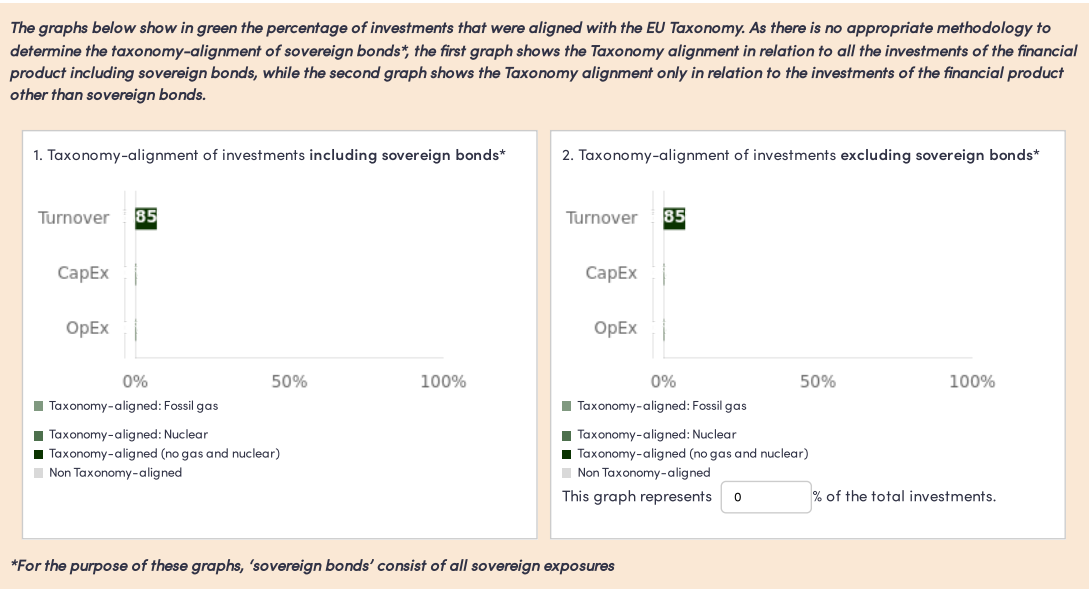 The graphs below show in green the percentage of investments that were aligned with the EU Taxonomy. As there is no appropriate methodology to
determine the taxonomy-alignment of sovereign bonds*, the first graph shows the Taxonomy alignment in relation to all the investments of the financial
product including sovereign bonds, while the second graph shows the Taxonomy alignment only in relation to the investments of the financial product
other than sovereign bonds.
1. Taxonomy-alignment of investments including sovereign bonds*
Turnover 85
CapEx
OpEx
0% 50% 100%
Taxonomy-aligned: Fossil gas
Taxonomy-aligned: Nuclear
Taxonomy-aligned (no gas and nuclear)
Non Taxonomy-aligned
2. Taxonomy-alignment of investments excluding sovereign bonds*
Turnover 85
CapEx
OpEx
0% 50% 100%
Taxonomy-aligned: Fossil gas
Taxonomy-aligned: Nuclear
Taxonomy-aligned (no gas and nuclear)
Non Taxonomy-aligned
This graph represents 0 % of the total investments.
*For the purpose of these graphs, ‘sovereign bonds’ consist of all sovereign exposures